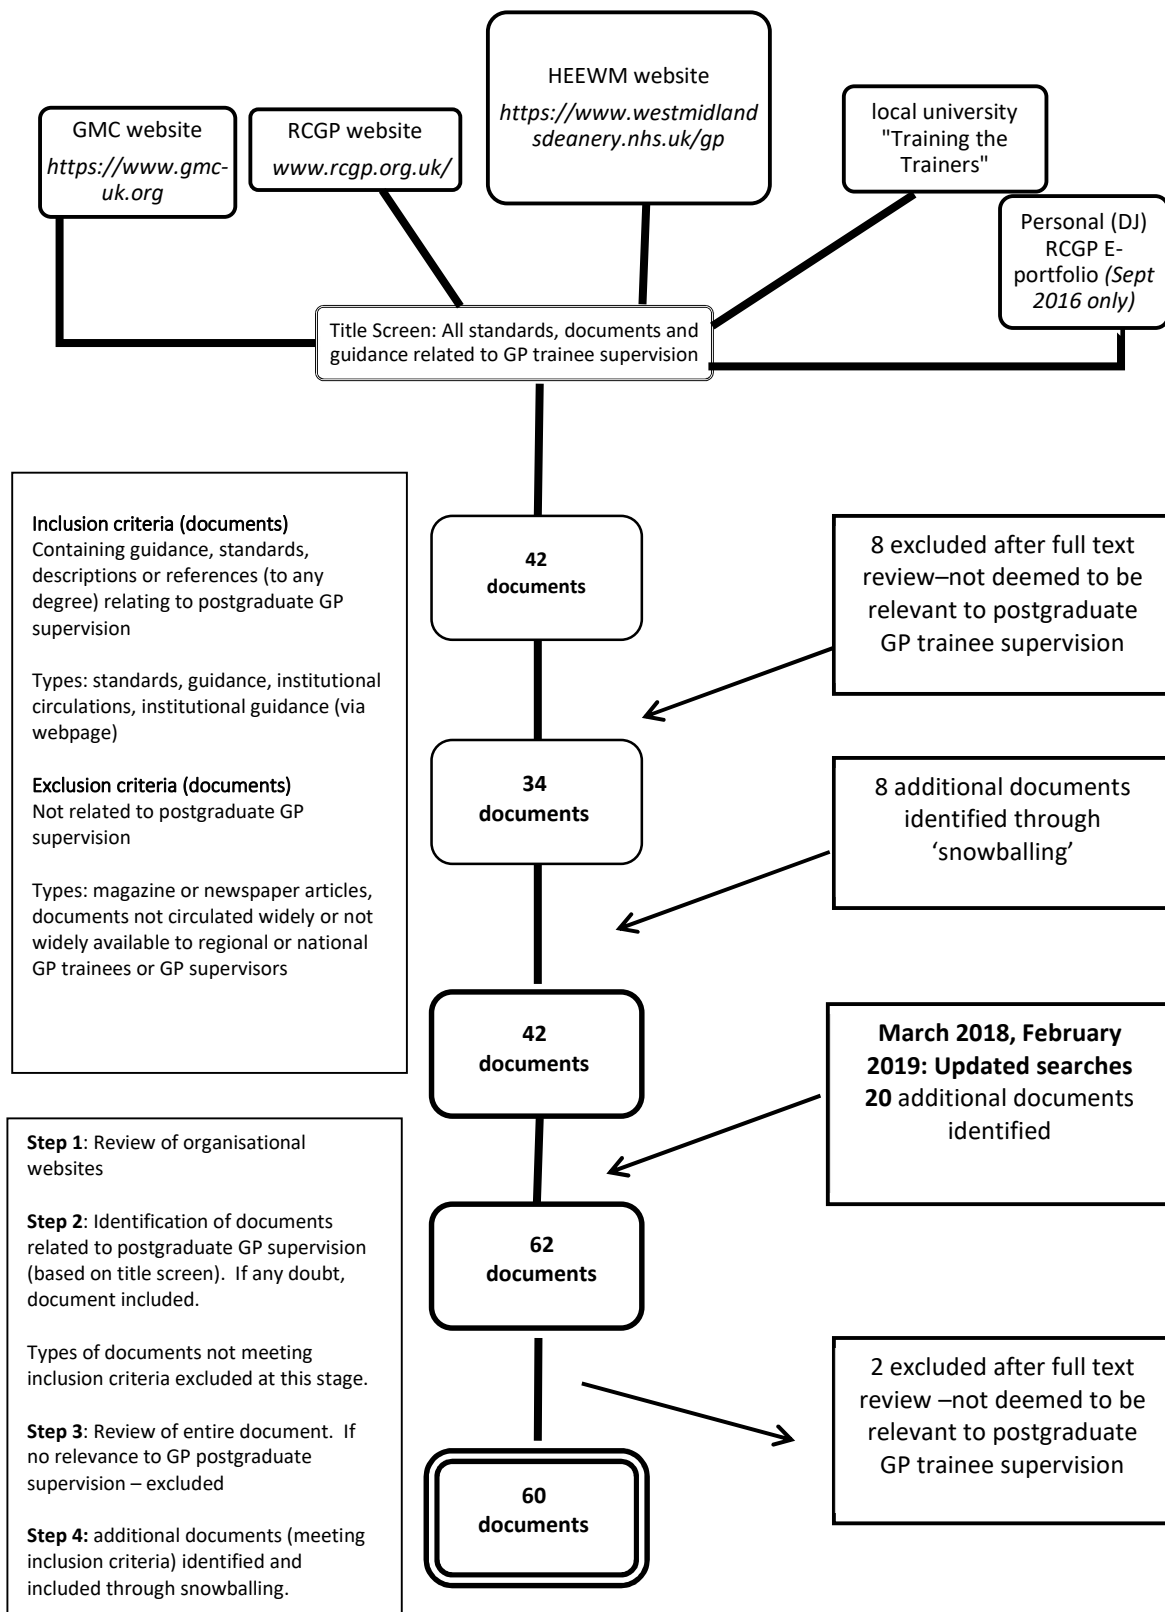 HEEWM website
https://www.westmidland
sdeanery.nhs.uk/gp
GMC website
https://www.gmc-
uk.org
RCGP website
www.rcgp.org.uk/
local university
"Training the
Trainers"
Personal (DJ)
RCGP E-
portfolio (Sept
2016 only)
Title Screen: All standards, documents and
guidance related to GP trainee supervision
Inclusion criteria (documents)
Containing guidance, standards,
descriptions or references (to any
degree) relating to postgraduate GP
supervision
Types: standards, guidance, institutional
circulations, institutional guidance (via
webpage)
Exclusion criteria (documents)
Not related to postgraduate GP
supervision
Types: magazine or newspaper articles,
documents not circulated widely or not
widely available to regional or national
GP trainees or GP supervisors
42
documents
8 excluded after full text
review–not deemed to be
relevant to postgraduate
GP trainee supervision
34
documents
8 additional documents
identified through
‘snowballing’
42
documents
March 2018, February
2019: Updated searches
20 additional documents
identified
Step 1: Review of organisational
websites
Step 2: Identification of documents
related to postgraduate GP supervision
(based on title screen).  If any doubt,
document included.
Types of documents not meeting
inclusion criteria excluded at this stage.
Step 3: Review of entire document.  If
no relevance to GP postgraduate
supervision – excluded
Step 4: additional documents (meeting
inclusion criteria) identified and
included through snowballing.
62
documents
2 excluded after full text
review –not deemed to be
relevant to postgraduate
GP trainee supervision
60
documents